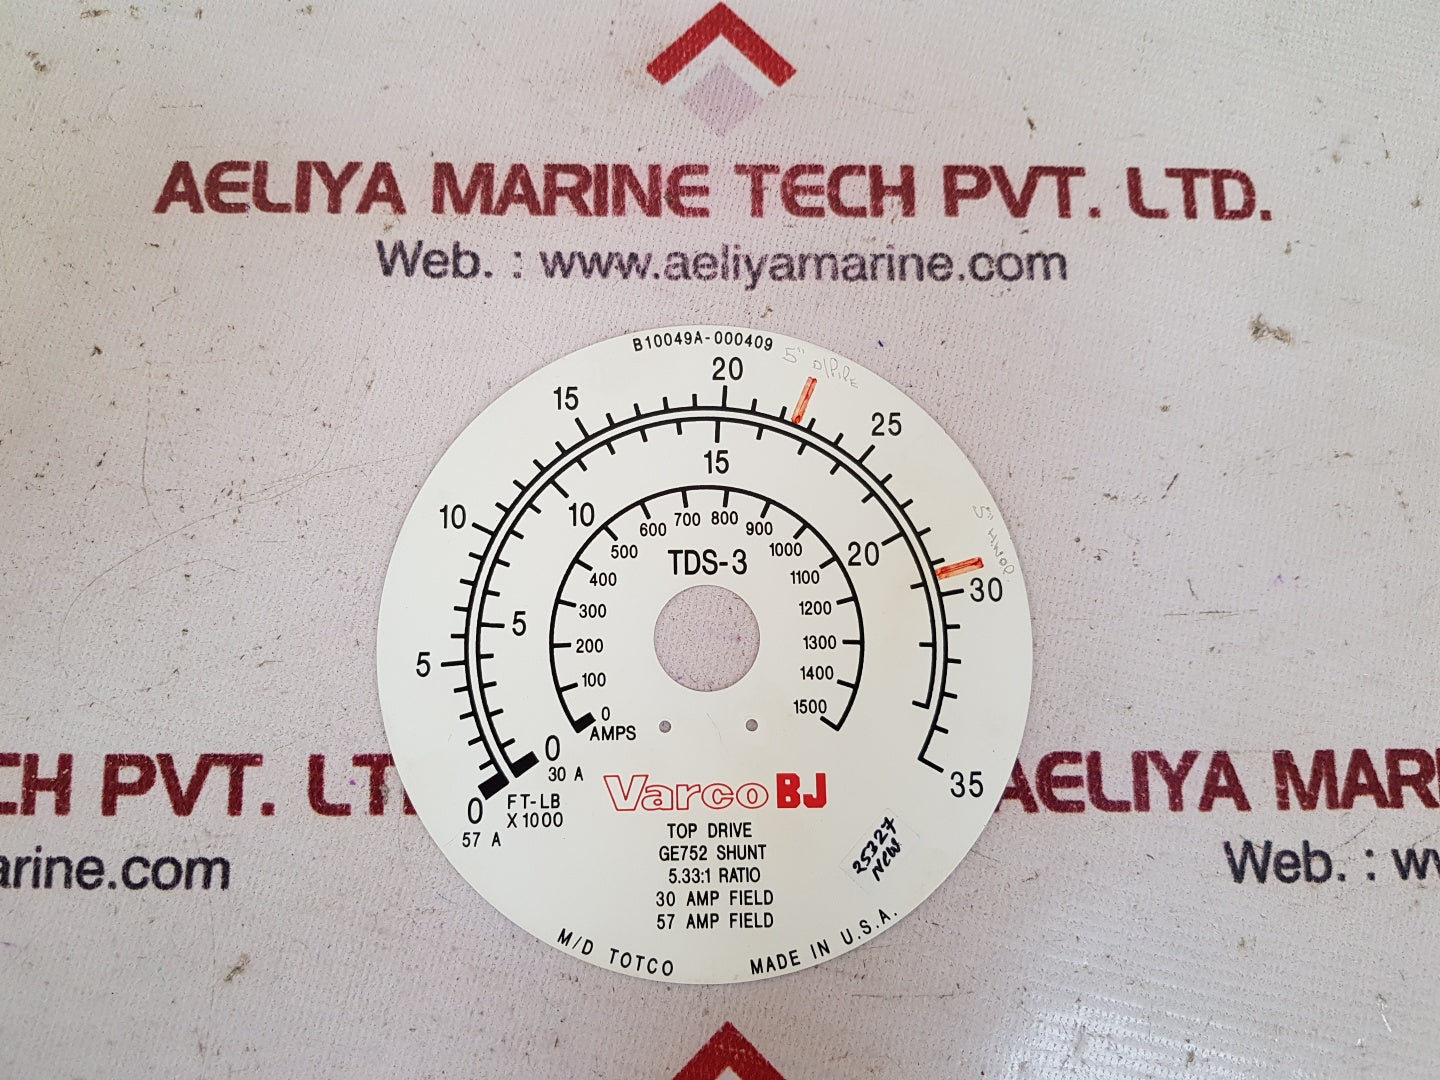 AELIYA MARINE TECH PVT. LTD.
Web. : www.aeliyamarine.com
B10049A-000409
5" D/PIPE
0 5 10 15 20 25 30 35
57 A
FT-LB
X1000
0 5 10 15 20
30 A
5" HWDP
0 100 200 300 400 500 600 700 800 900 1000 1100 1200 1300 1400 1500
AMPS
TDS-3
Varco BJ
TOP DRIVE
GE752 SHUNT
5.33:1 RATIO
30 AMP FIELD
57 AMP FIELD
25327
NEW
M/D TOTCO
MADE IN U.S.A.
CH PVT. LT
AELIYA MARI
arine.com
Web. : ww